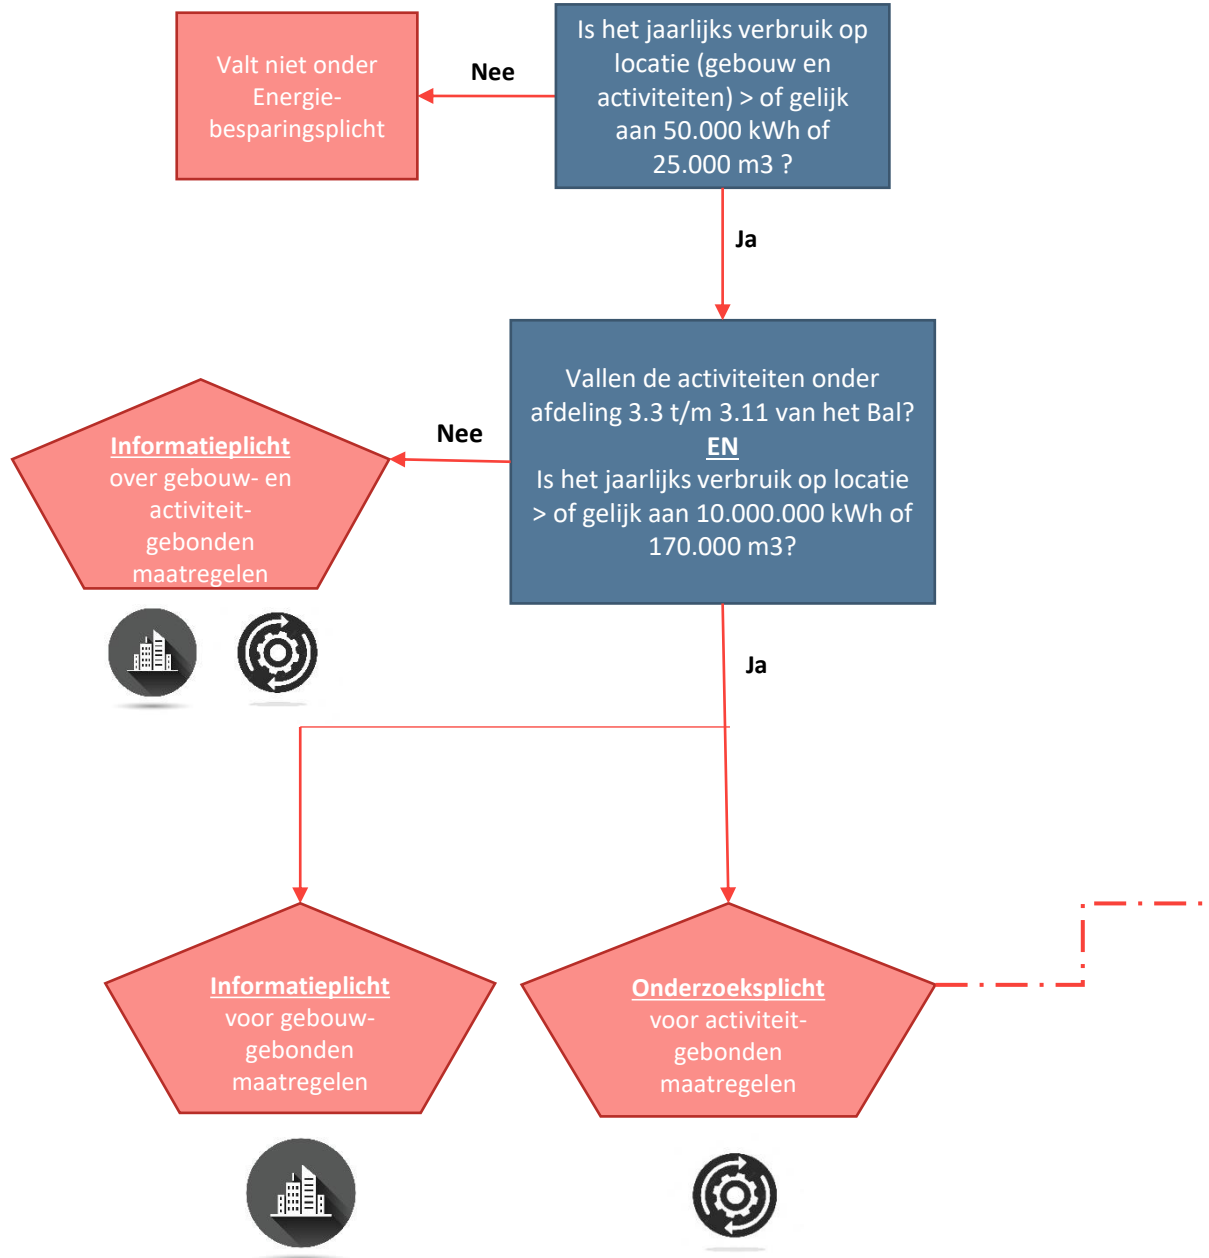 Valt niet onder
Energie-
besparingsplicht
Nee
Is het jaarlijks verbruik op
locatie (gebouw en
activiteiten) > of gelijk
aan 50.000 kWh of
25.000 m3 ?
Ja
Vallen de activiteiten onder
afdeling 3.3 t/m 3.11 van het Bal?
EN
Is het jaarlijks verbruik op locatie
> of gelijk aan 10.000.000 kWh of
170.000 m3?
Nee
Informatieplicht
over gebouw- en
activiteit-
gebonden
maatregelen
Ja
Informatieplicht
voor gebouw-
gebonden
maatregelen
Onderzoeksplicht
voor activiteit-
gebonden
maatregelen